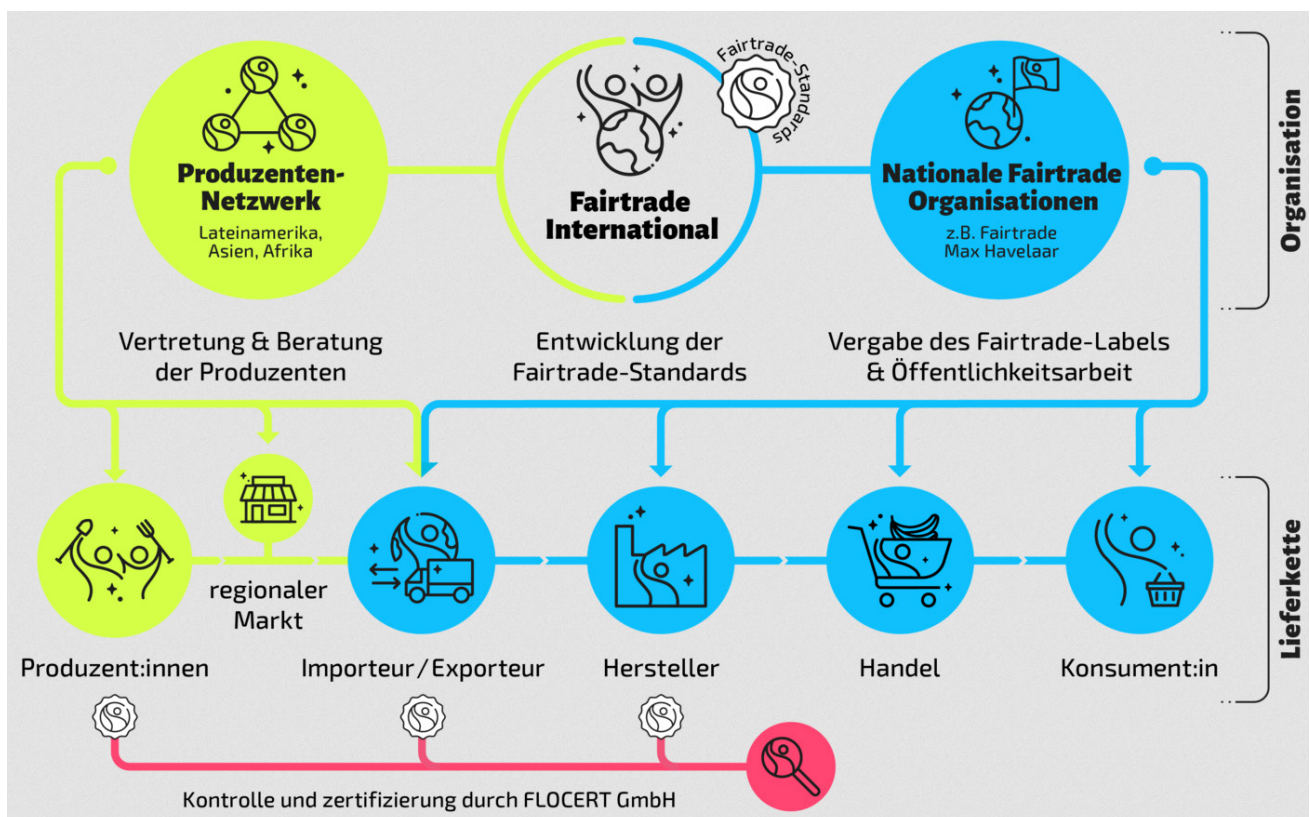 Fairtrade-Standards
Produzenten-
Netzwerk
Lateinamerika,
Asien, Afrika
Fairtrade
International
Nationale Fairtrade
Organisationen
z.B. Fairtrade
Max Havelaar
Organisation
Vertretung & Beratung
der Produzenten
Entwicklung der
Fairtrade-Standards
Vergabe des Fairtrade-Labels
& Öffentlichkeitsarbeit
regionaler
Markt
Lieferkette
Produzent:innen
Importeur/Exporteur
Hersteller
Handel
Konsument:in
Kontrolle und zertifizierung durch FLOCERT GmbH